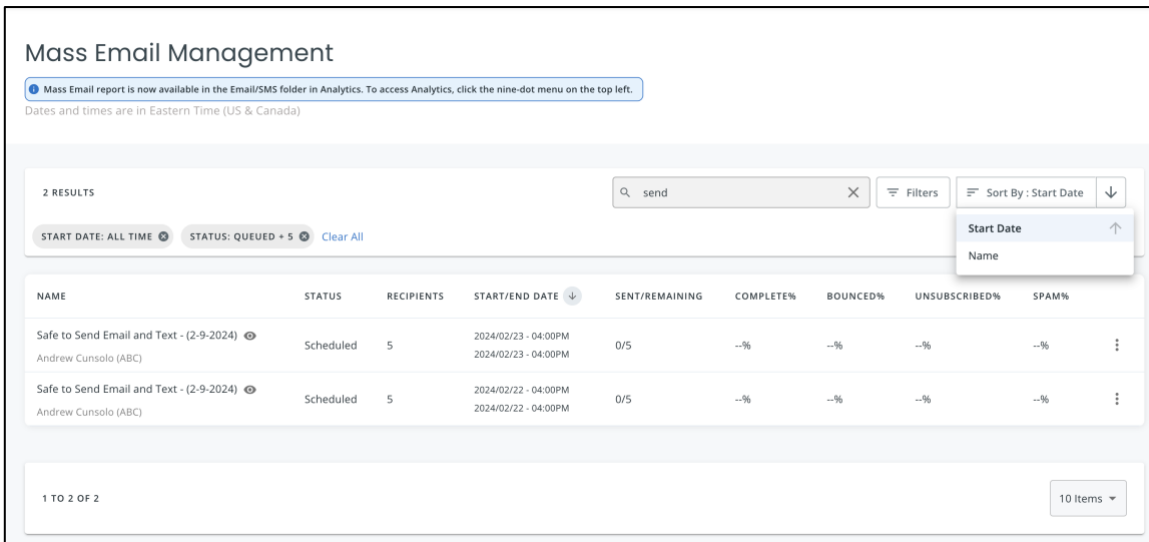 Mass Email Management
Mass Email report is now available in the Email/SMS folder in Analytics. To access Analytics, click the nine-dot menu on the top left.
Dates and times are in Eastern Time (US & Canada)
2 RESULTS
send
Filters
Sort By : Start Date
START DATE: ALL TIME
STATUS: QUEUED + 5
Clear All
Start Date
Name
NAME STATUS RECIPIENTS START/END DATE SENT/REMAINING COMPLETE% BOUNCED% UNSUBSCRIBED% SPAM%
Safe to Send Email and Text - (2-9-2024)
Andrew Cunsolo (ABC)
Scheduled 5
2024/02/23 - 04:00PM
2024/02/23 - 04:00PM
0/5 --% --% --% --%
Safe to Send Email and Text - (2-9-2024)
Andrew Cunsolo (ABC)
Scheduled 5
2024/02/22 - 04:00PM
2024/02/22 - 04:00PM
0/5 --% --% --% --%
1 TO 2 OF 2
10 Items